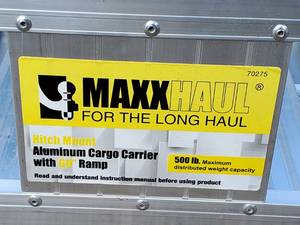 70275
MAXXHAUL®
FOR THE LONG HAUL
Hitch Mount
Aluminum Cargo Carrier
with 60" Ramp
500 lb. Maximum
distributed weight capacity
Read and understand instruction manual before using product